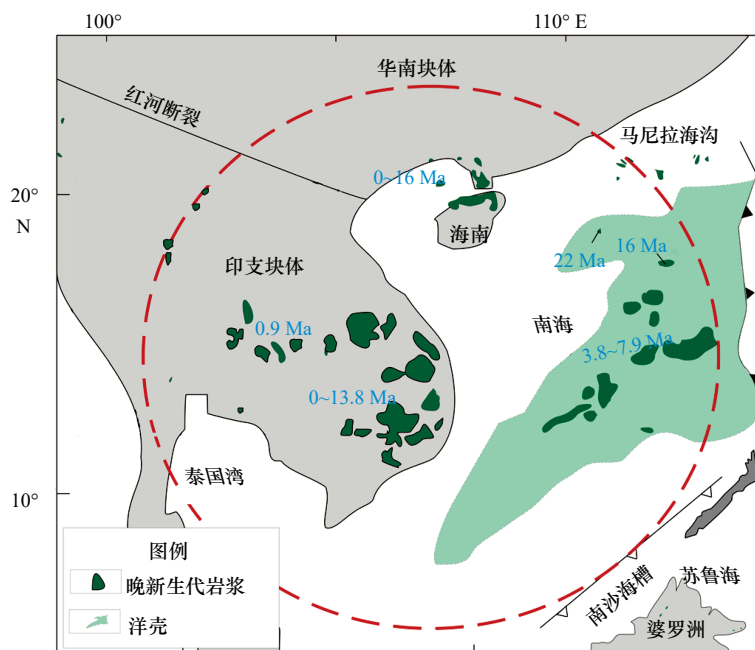 100°
110° E
华南块体
红河断裂
马尼拉海沟
0~16 Ma
20°
N
海南
印支块体
22 Ma
16 Ma
南海
0.9 Ma
3.8~7.9 Ma
0~13.8 Ma
泰国湾
10°
图例
晚新生代岩浆
洋壳
南沙海槽
苏鲁海
婆罗洲